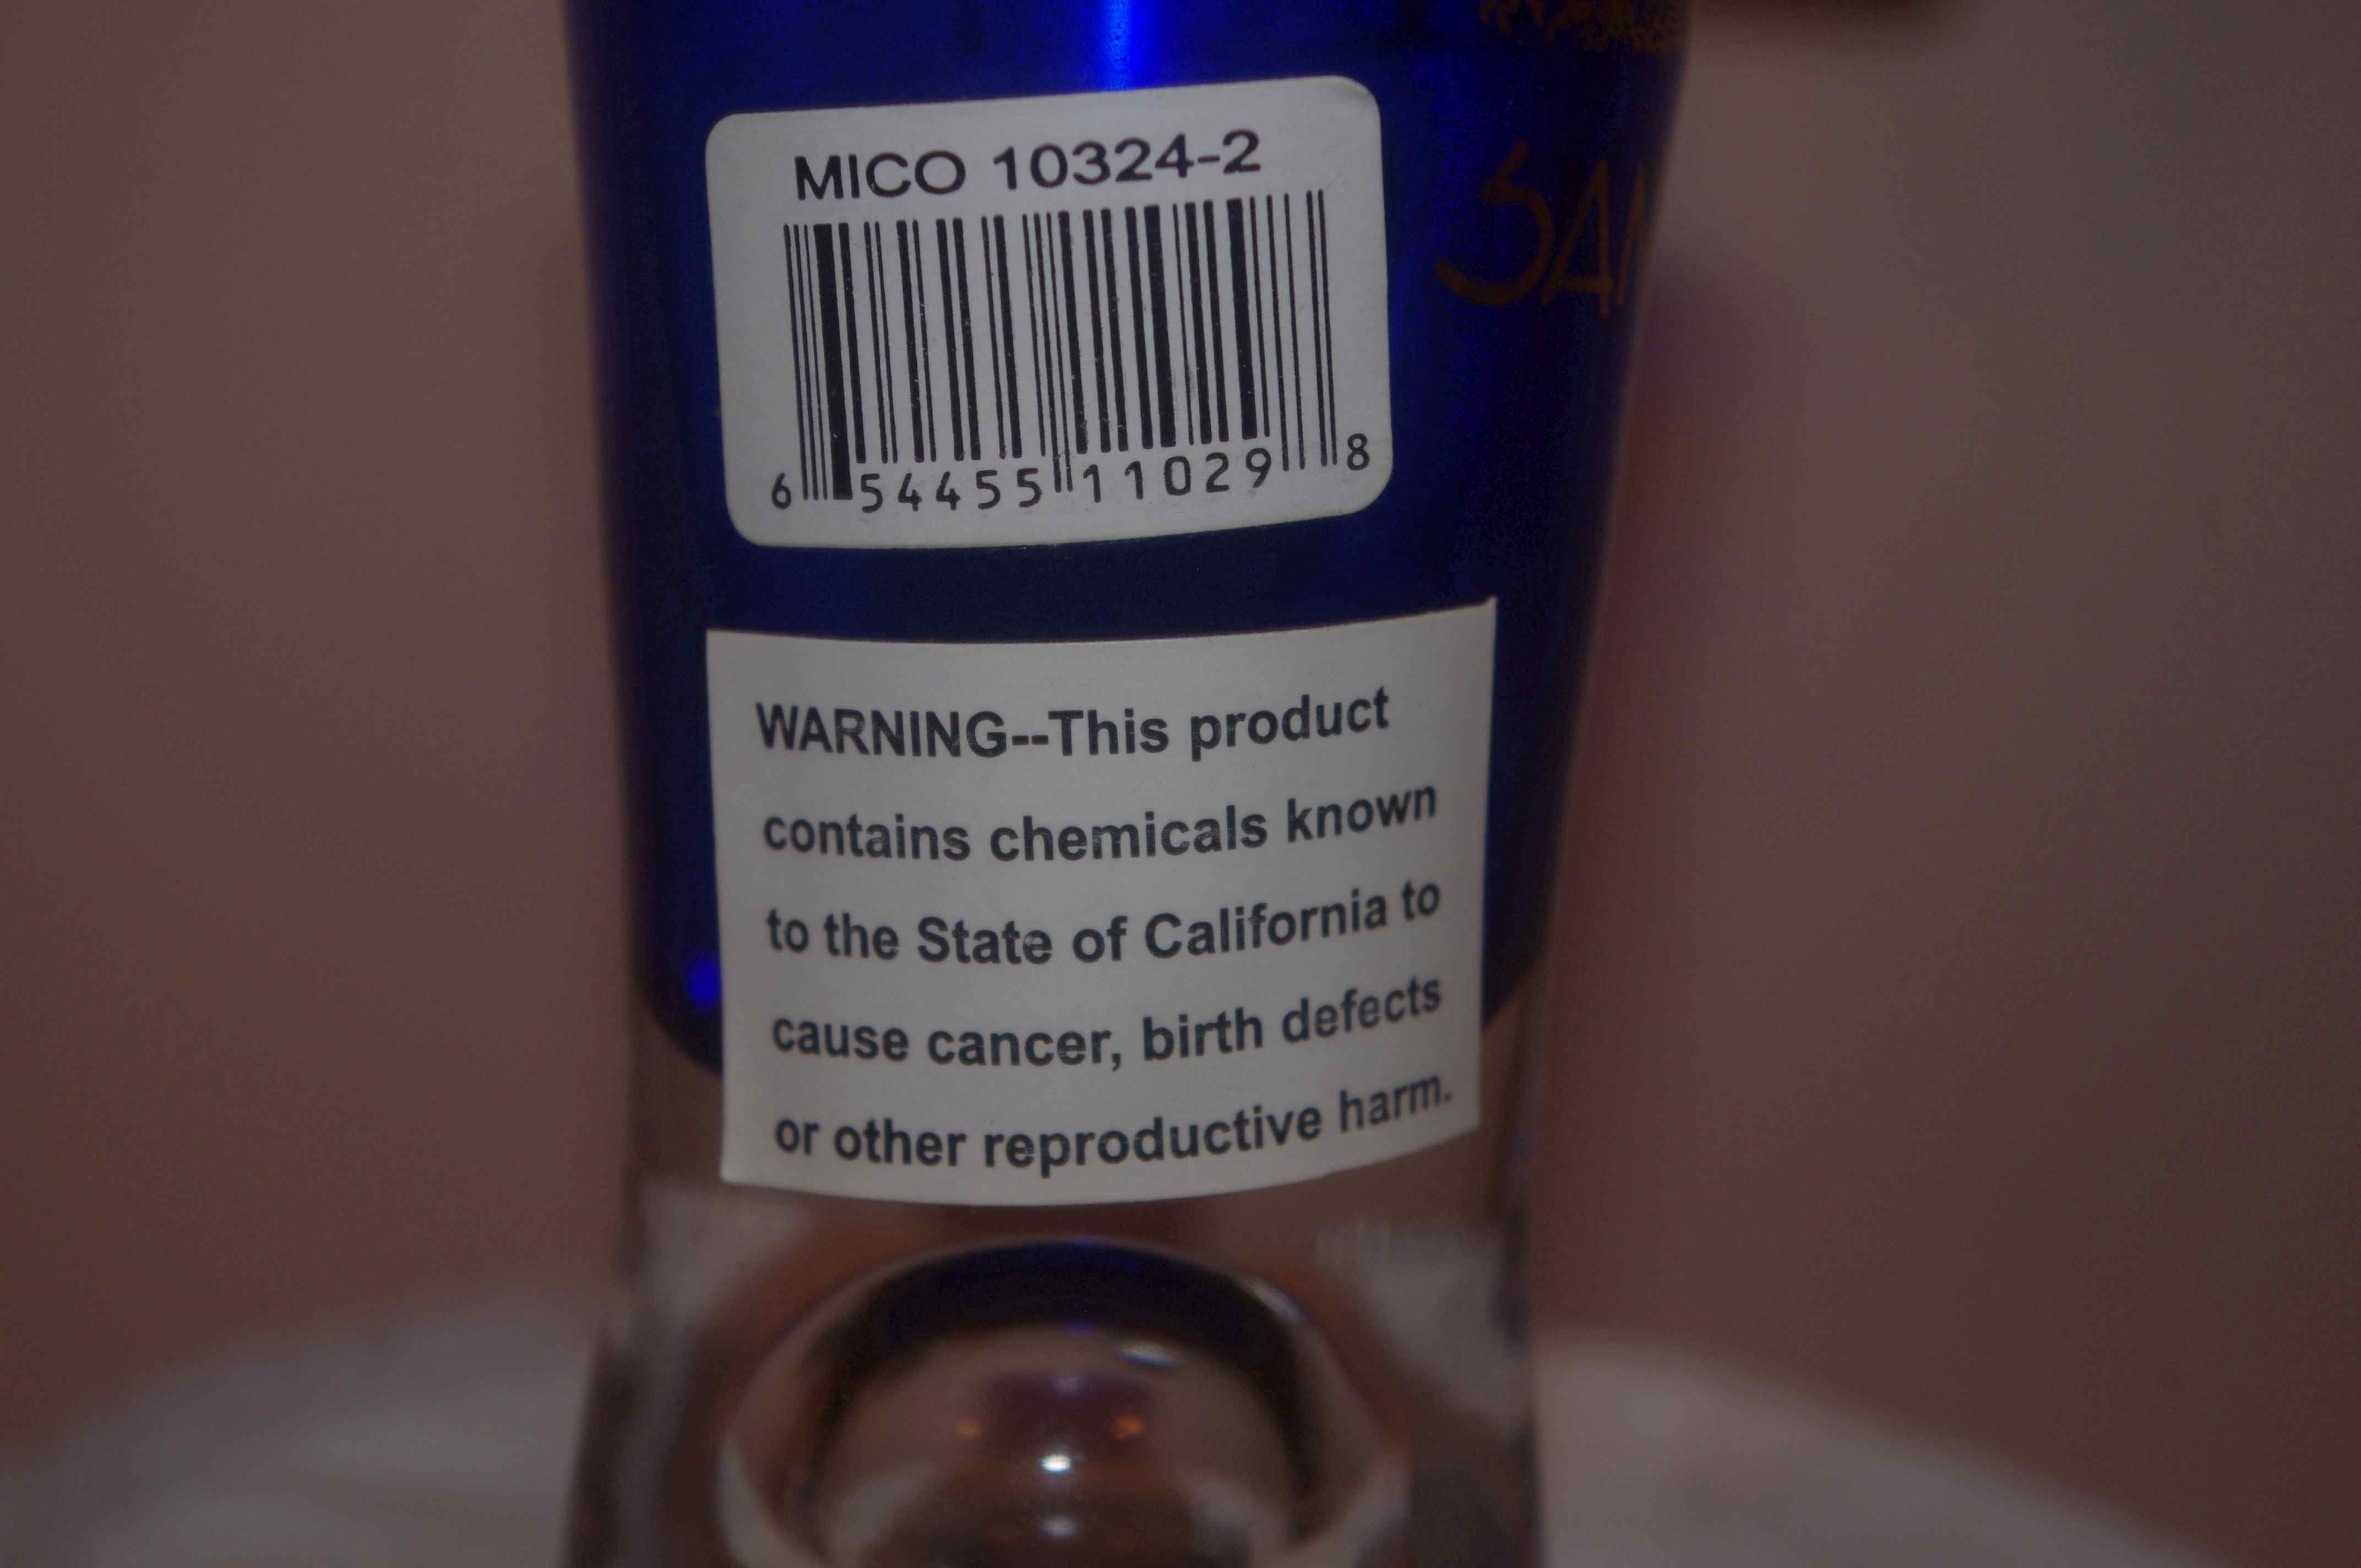 MICO 10324-2
6 54455 11029 8
SAN
WARNING--This product
contains chemicals known
to the State of California to
cause cancer, birth defects
or other reproductive harm.